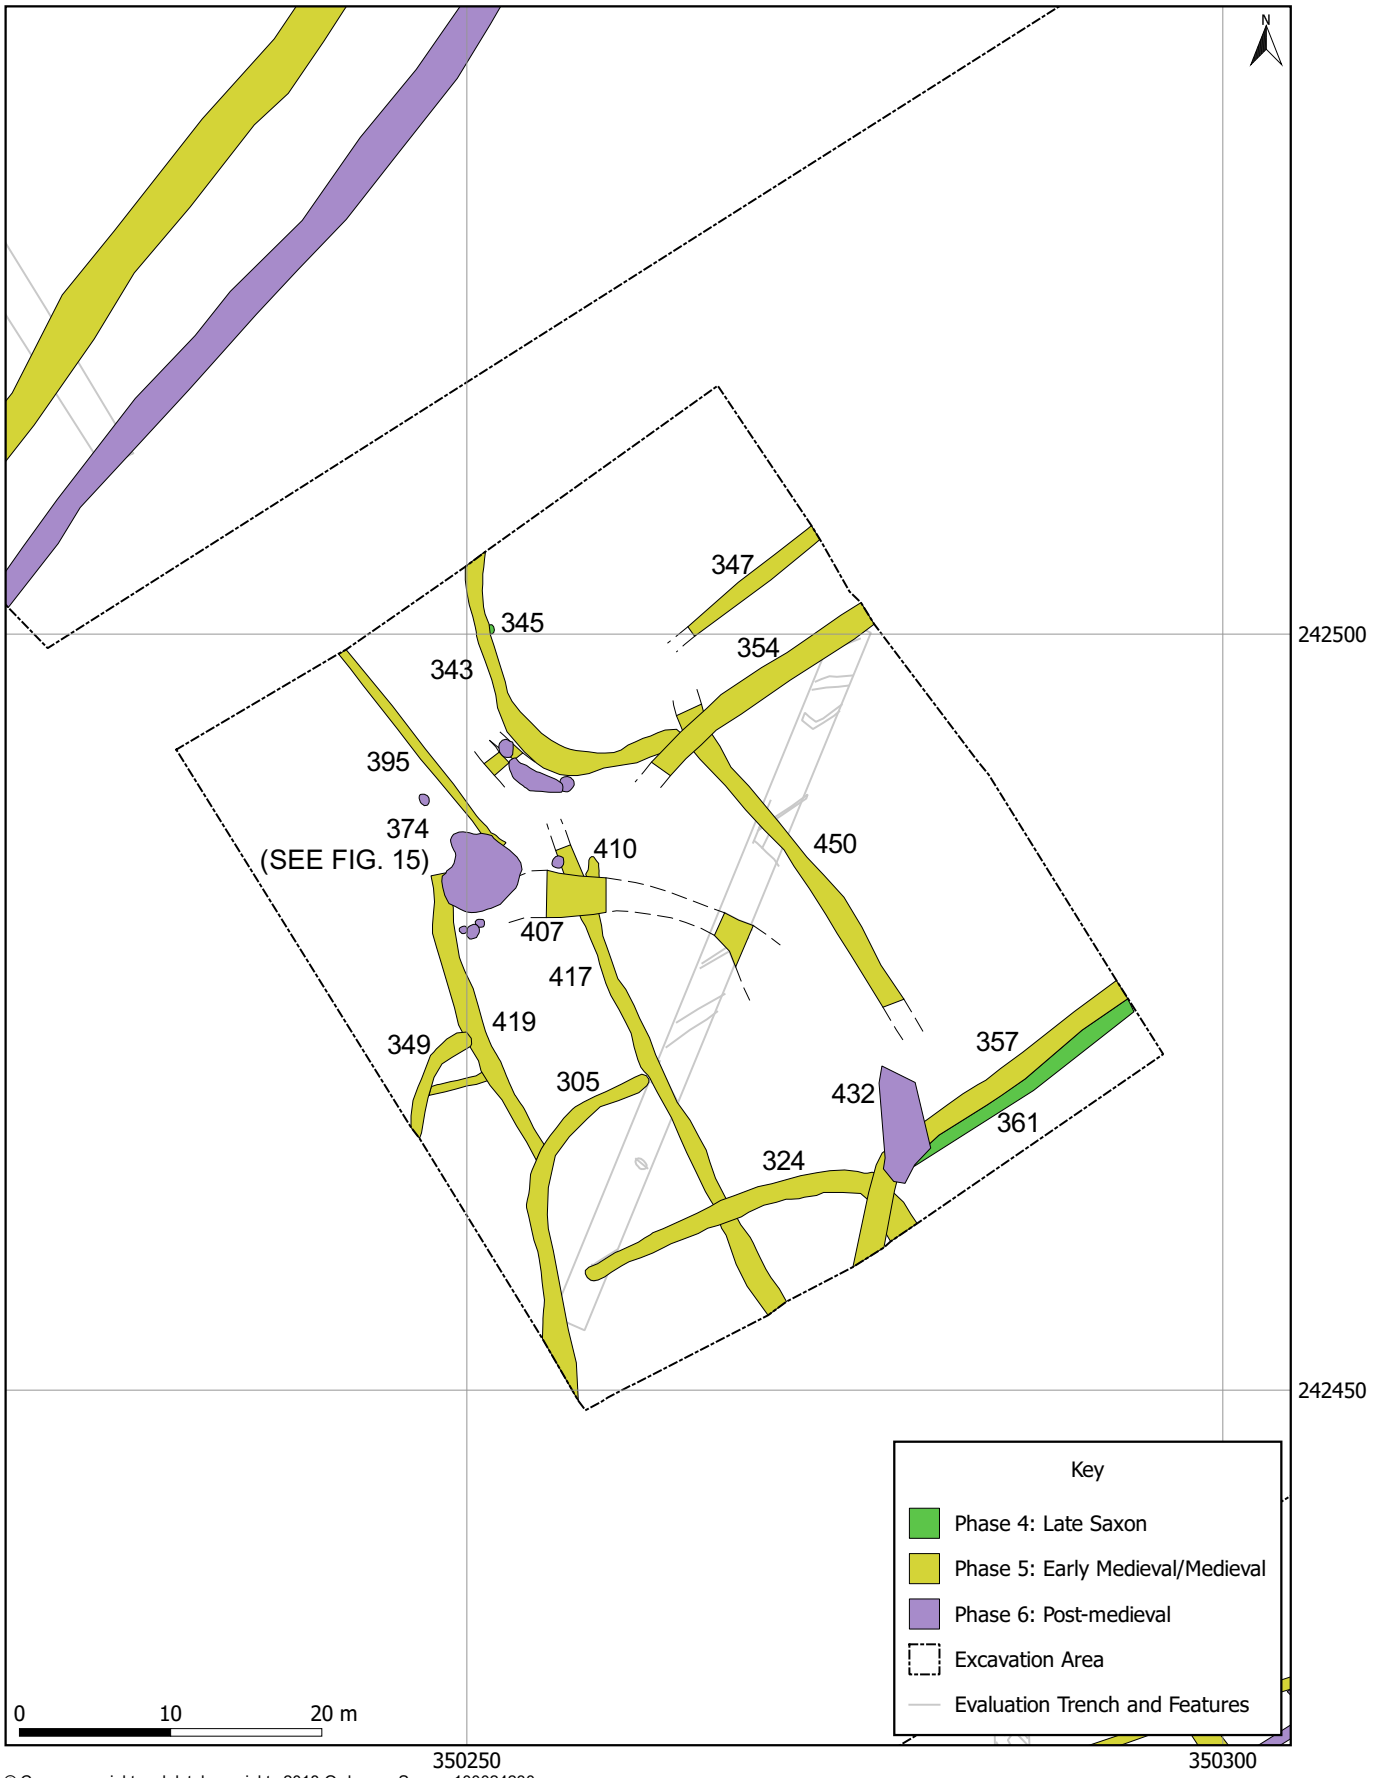 N
347
345
354
343
242500
395
374
(SEE FIG. 15)
410
450
407
417
419
349
357
305
432
361
324
242450
Key
Phase 4: Late Saxon
Phase 5: Early Medieval/Medieval
Phase 6: Post-medieval
Excavation Area
Evaluation Trench and Features
0 10 20 m
350250 350300